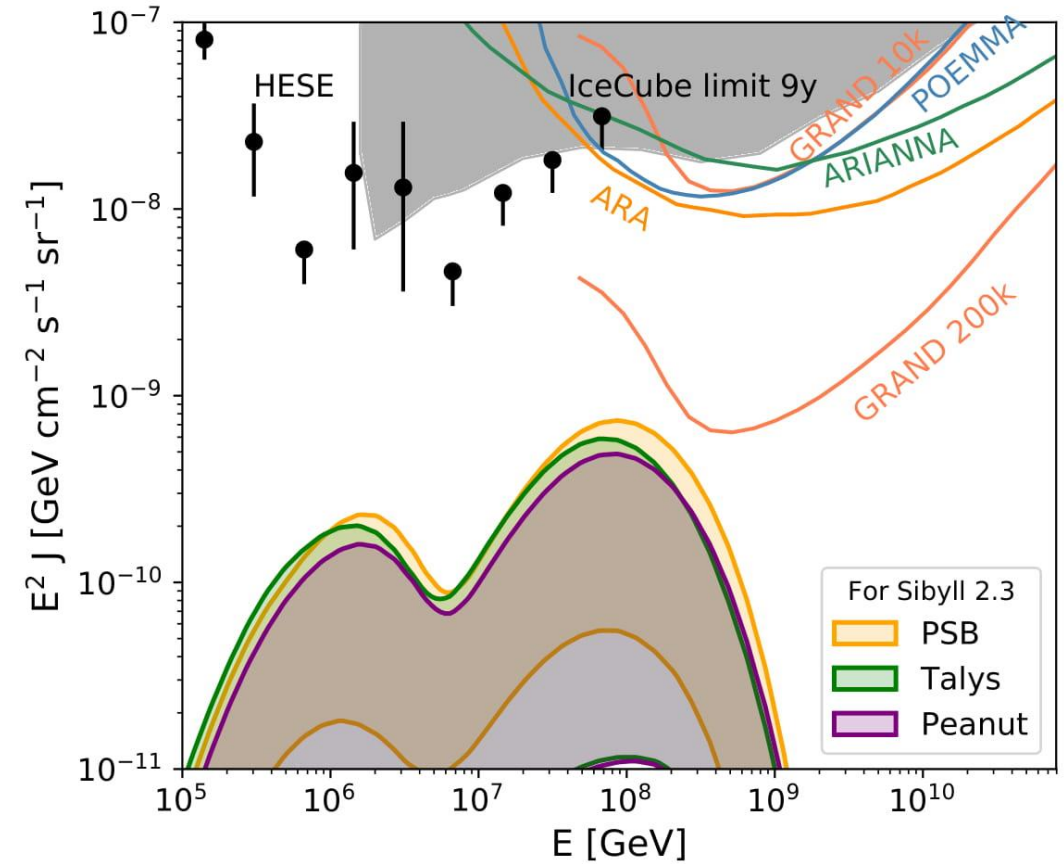 10⁻⁷
10⁻⁸
10⁻⁹
10⁻¹⁰
10⁻¹¹
E² J [GeV cm⁻² s⁻¹ sr⁻¹]
HESE
IceCube limit 9y
GRAND 10k
POEMMA
ARIANNA
ARA
GRAND 200k
For Sibyll 2.3
PSB
Talys
Peanut
10⁵ 10⁶ 10⁷ 10⁸ 10⁹ 10¹⁰
E [GeV]